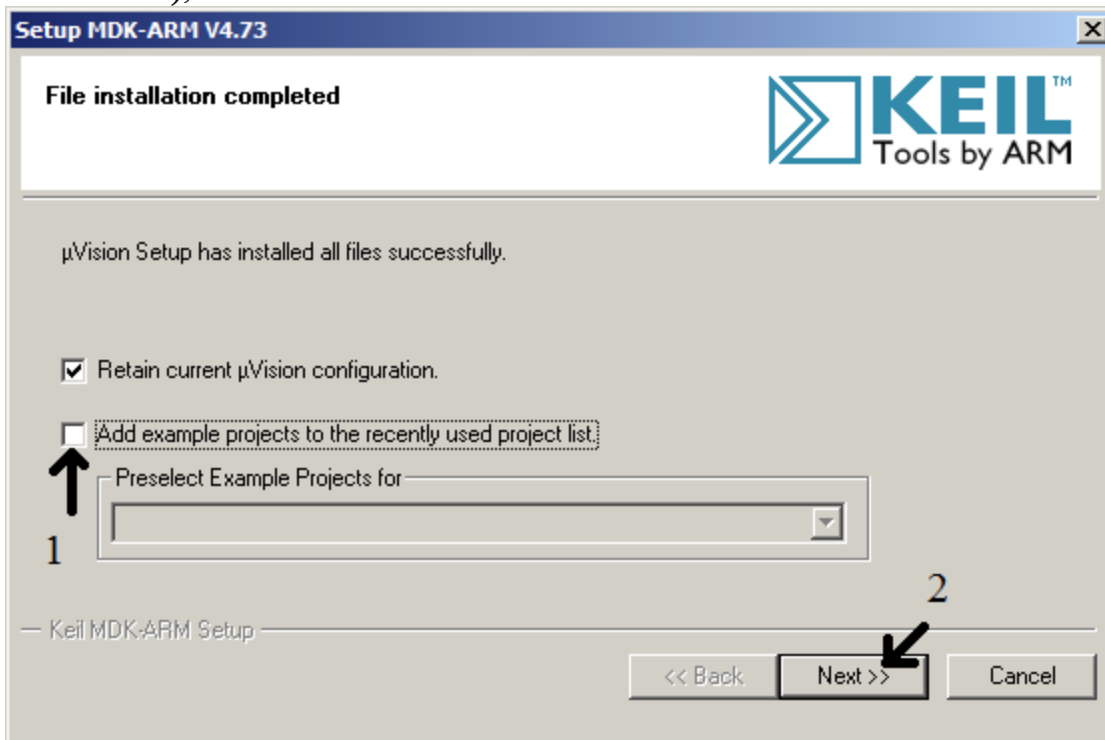 Setup MDK-ARM V4.73
File installation completed
KEIL™
Tools by ARM
µVision Setup has installed all files successfully.
Retain current µVision configuration.
Add example projects to the recently used project list.
Preselect Example Projects for
1
2
Keil MDK-ARM Setup
<< Back Next >> Cancel